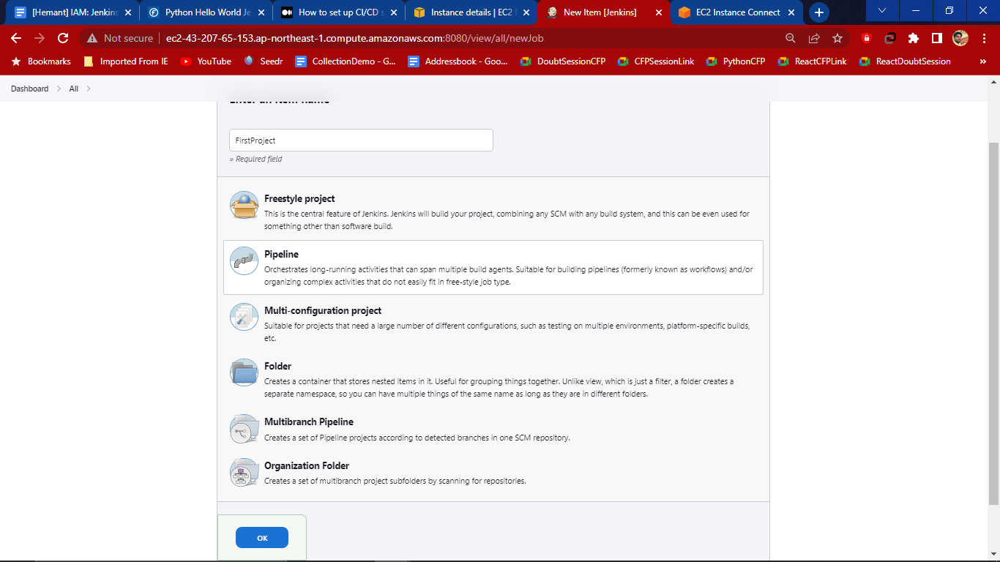 [Hemant] IAM: Jenkins
Python Hello World Je
How to set up CI/CD s
Instance details | EC2
New Item [Jenkins]
EC2 Instance Connect
Not secure
ec2-43-207-65-153.ap-northeast-1.compute.amazonaws.com:8080/view/all/newJob
Bookmarks
Imported From IE
YouTube
Seedr
CollectionDemo - G...
Addressbook - Goo...
DoubtSessionCFP
CFPSessionLink
PythonCFP
ReactCFPLink
ReactDoubtSession
»
Dashboard
All
Enter an item name
FirstProject
» Required field
Freestyle project
This is the central feature of Jenkins. Jenkins will build your project, combining any SCM with any build system, and this can be even used for
something other than software build.
Pipeline
Orchestrates long-running activities that can span multiple build agents. Suitable for building pipelines (formerly known as workflows) and/or
organizing complex activities that do not easily fit in free-style job type.
Multi-configuration project
Suitable for projects that need a large number of different configurations, such as testing on multiple environments, platform-specific builds,
etc.
Folder
Creates a container that stores nested items in it. Useful for grouping things together. Unlike view, which is just a filter, a folder creates a
separate namespace, so you can have multiple things of the same name as long as they are in different folders.
Multibranch Pipeline
Creates a set of Pipeline projects according to detected branches in one SCM repository.
Organization Folder
Creates a set of multibranch project subfolders by scanning for repositories.
OK